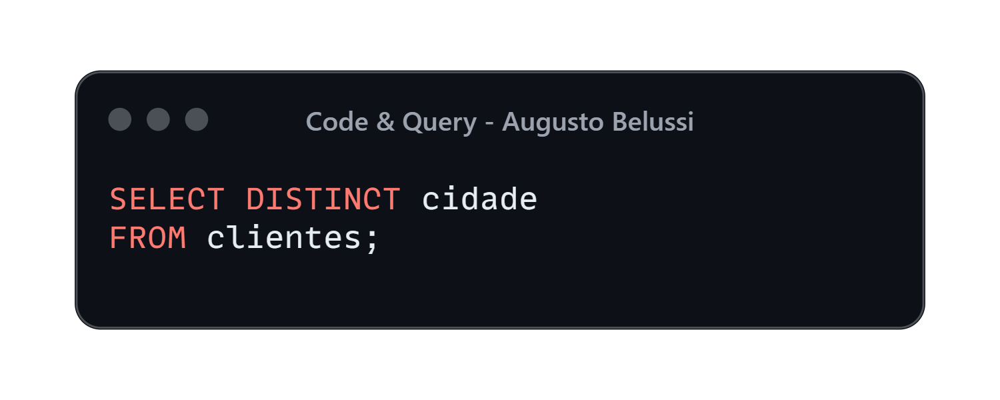 Code & Query - Augusto Belussi
SELECT DISTINCT cidade
FROM clientes;